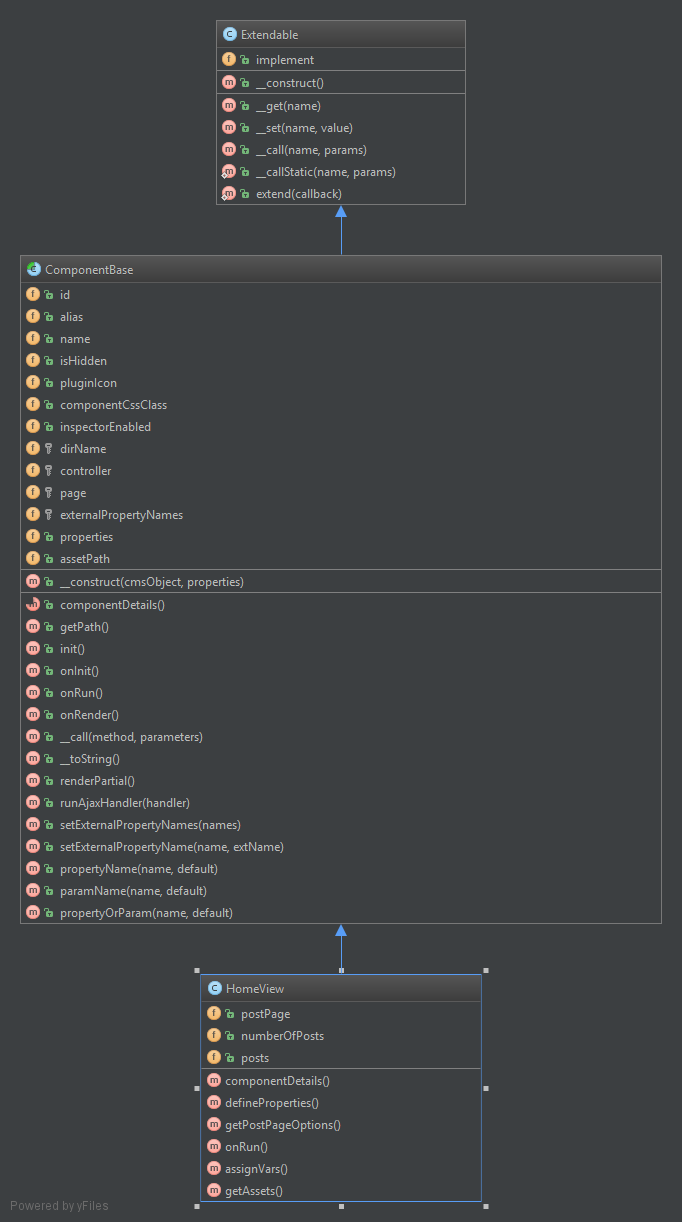 Extendable
implement
__construct()
__get(name)
__set(name, value)
__call(name, params)
__callStatic(name, params)
extend(callback)
ComponentBase
id
alias
name
isHidden
pluginIcon
componentCssClass
inspectorEnabled
dirName
controller
page
externalPropertyNames
properties
assetPath
__construct(cmsObject, properties)
componentDetails()
getPath()
init()
onInit()
onRun()
onRender()
__call(method, parameters)
__toString()
renderPartial()
runAjaxHandler(handler)
setExternalPropertyNames(names)
setExternalPropertyName(name, extName)
propertyName(name, default)
paramName(name, default)
propertyOrParam(name, default)
HomeView
postPage
numberOfPosts
posts
componentDetails()
defineProperties()
getPostPageOptions()
onRun()
assignVars()
getAssets()
Powered by yFiles